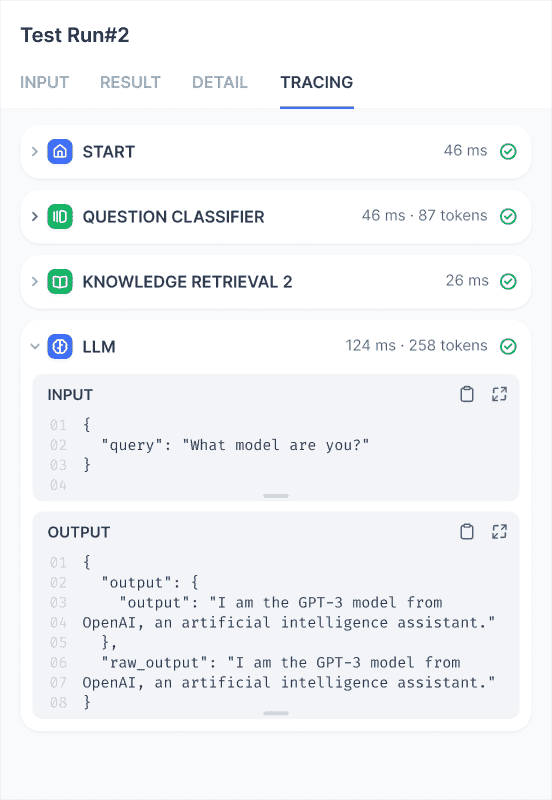 Test Run#2
INPUT RESULT DETAIL TRACING
START 46 ms
QUESTION CLASSIFIER 46 ms · 87 tokens
KNOWLEDGE RETRIEVAL 2 26 ms
LLM 124 ms · 258 tokens
INPUT
01 {
02 "query": "What model are you?"
03 }
04
OUTPUT
01 {
02 "output": {
03 "output": "I am the GPT-3 model from
04 OpenAI, an artificial intelligence assistant."
05 },
06 "raw_output": "I am the GPT-3 model from
07 OpenAI, an artificial intelligence assistant."
08 }